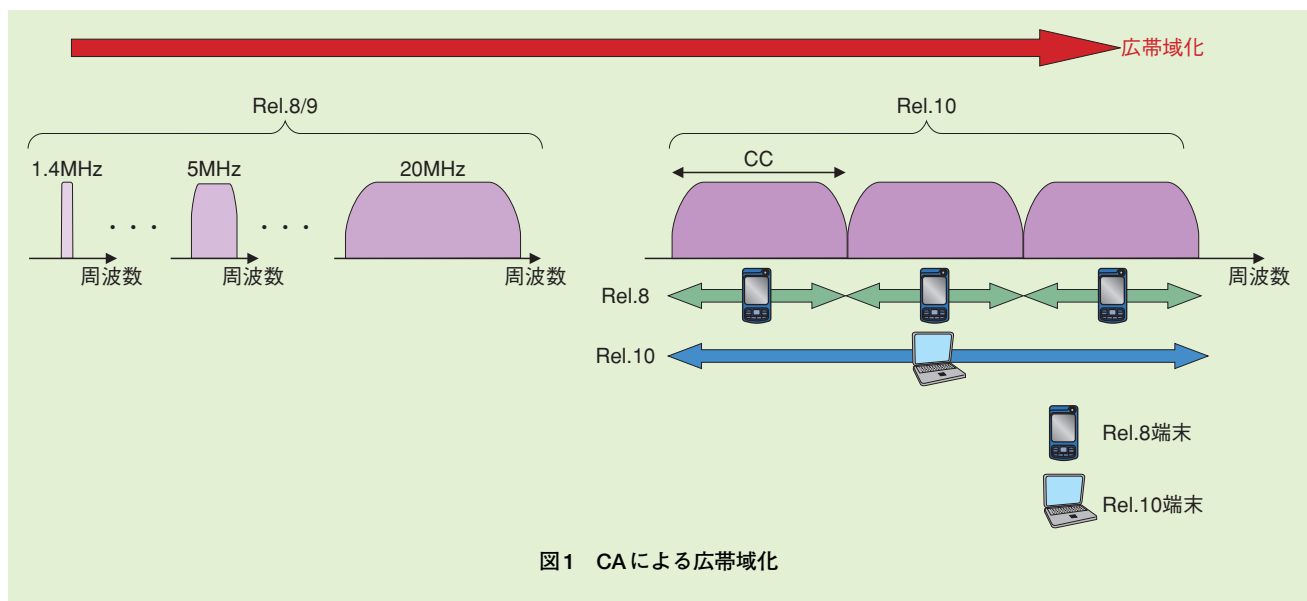 広帯域化
Rel.8/9
Rel.10
1.4MHz
5MHz
20MHz
CC
・・・
・・・
周波数
周波数
周波数
周波数
Rel.8
Rel.10
Rel.8端末
Rel.10端末
図1 CAによる広帯域化